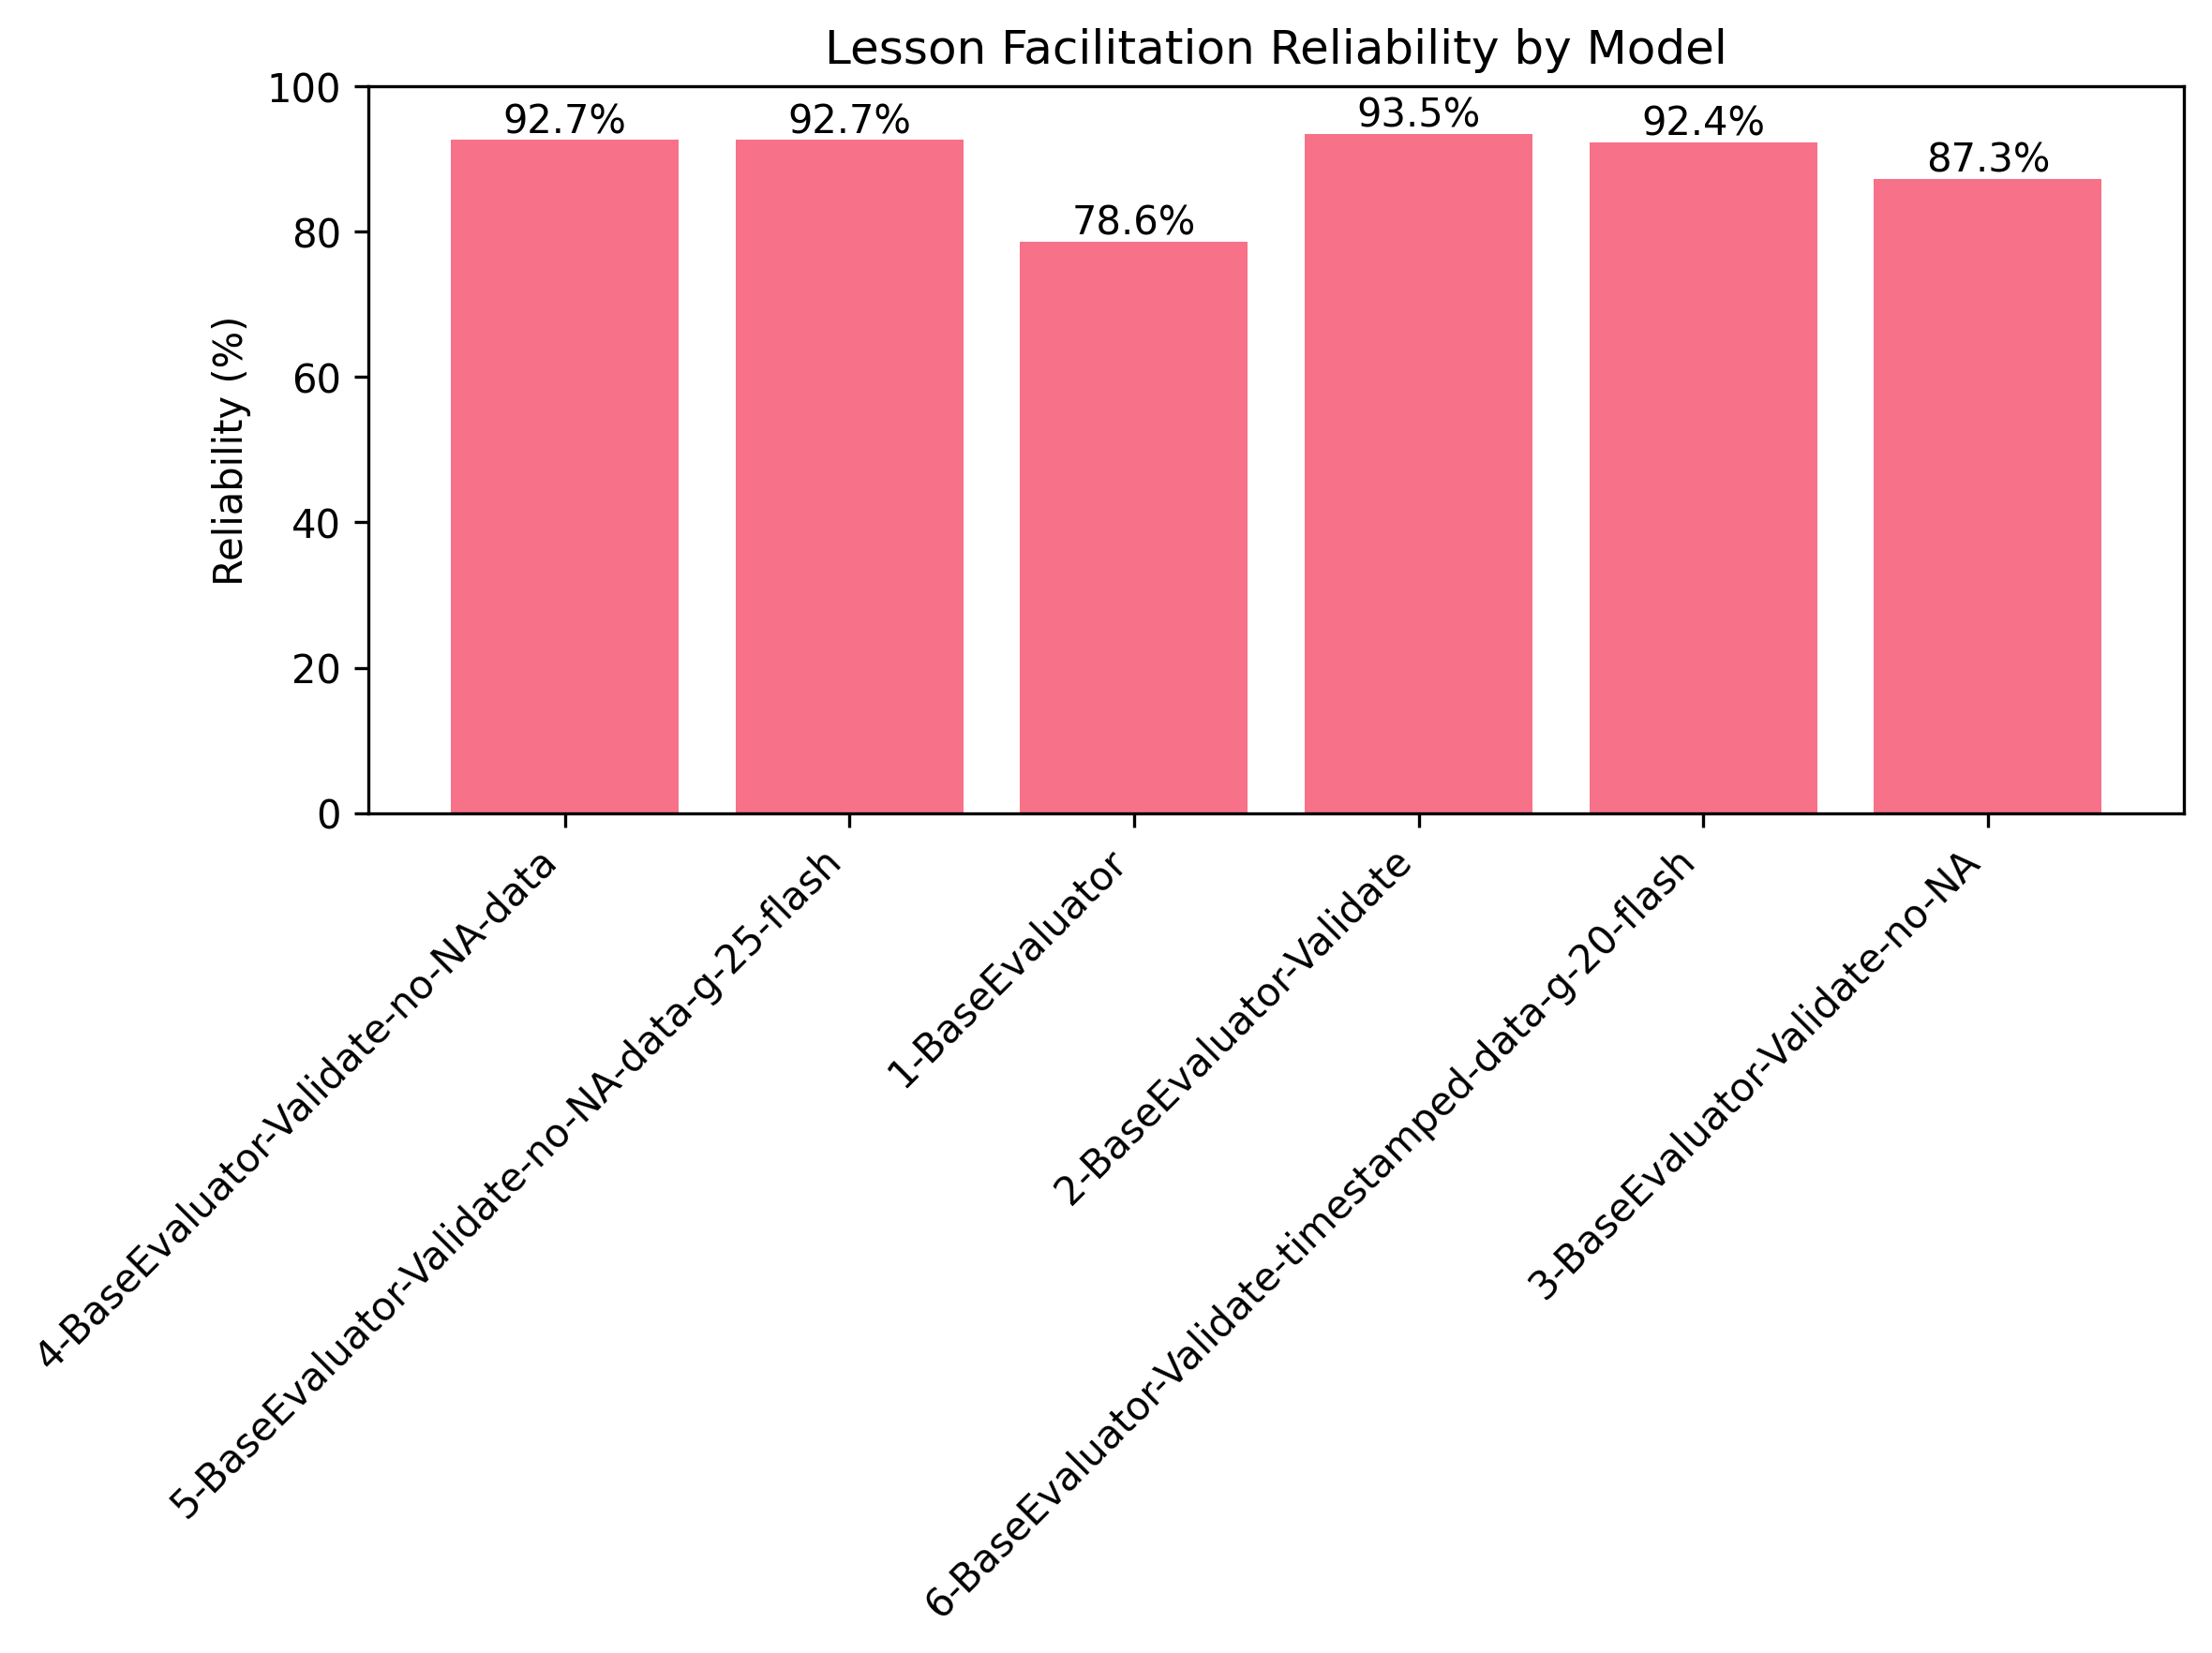 Lesson Facilitation Reliability by Model
Reliability (%)
100
80
60
40
20
0
92.7%
92.7%
78.6%
93.5%
92.4%
87.3%
4-BaseEvaluator-Validate-no-NA-data
5-BaseEvaluator-Validate-no-NA-data-g-25-flash
1-BaseEvaluator
2-BaseEvaluator-Validate
6-BaseEvaluator-Validate-timestamped-data-g-20-flash
3-BaseEvaluator-Validate-no-NA